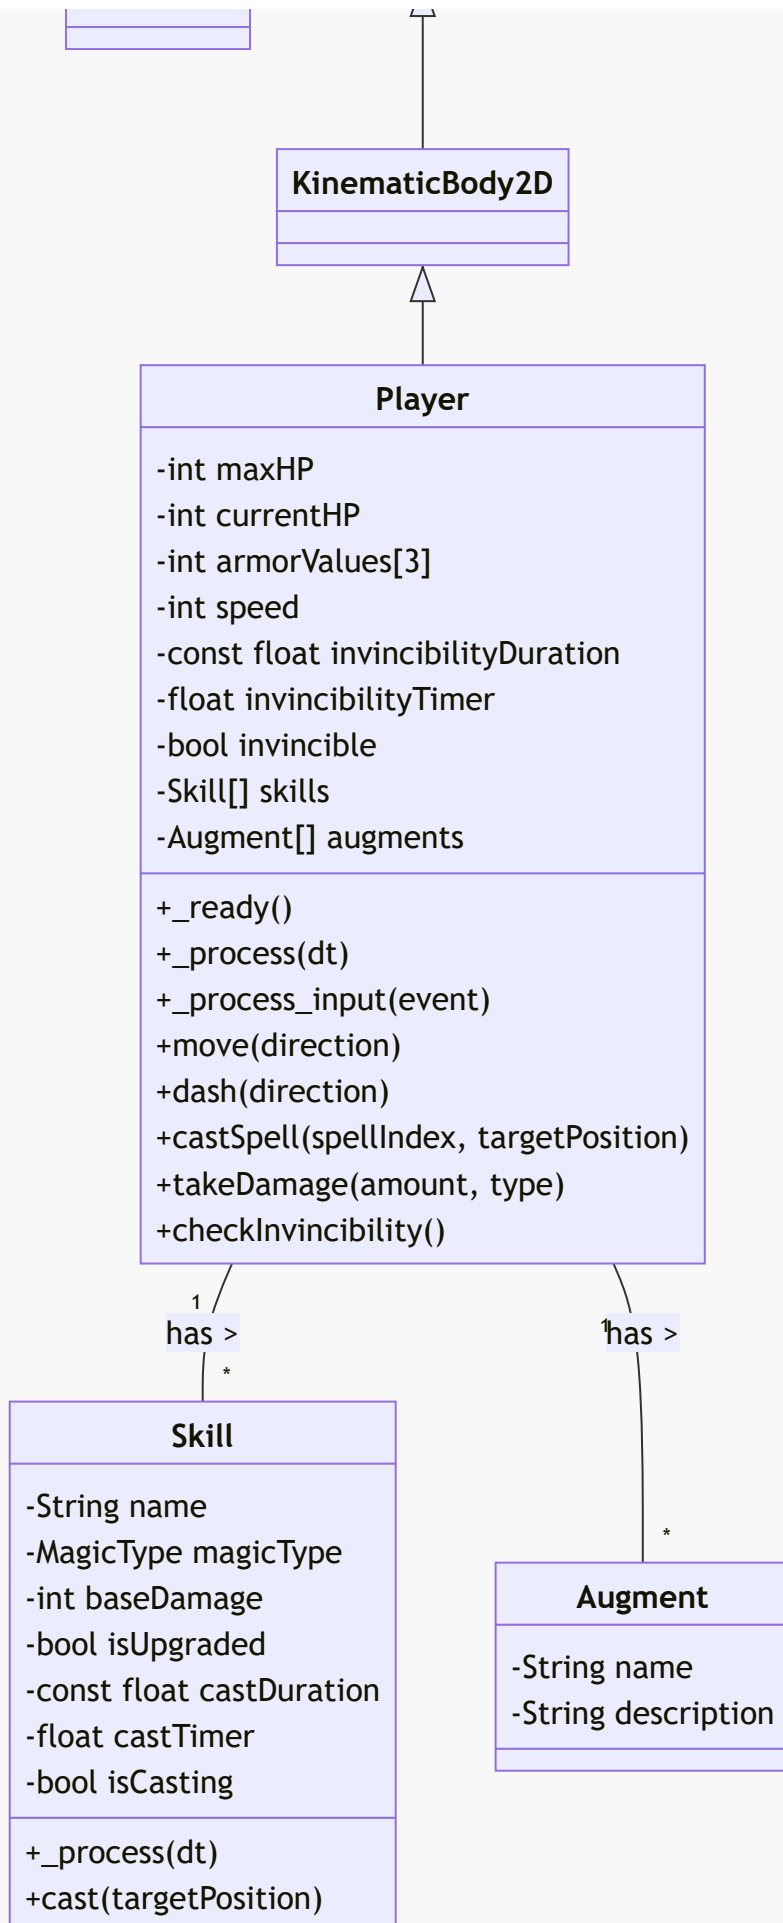 KinematicBody2D
Player
-int maxHP
-int currentHP
-int armorValues[3]
-int speed
-const float invincibilityDuration
-float invincibilityTimer
-bool invincible
-Skill[] skills
-Augment[] augments
+_ready()
+_process(dt)
+_process_input(event)
+move(direction)
+dash(direction)
+castSpell(spellIndex, targetPosition)
+takeDamage(amount, type)
+checkInvincibility()
1
has >
*
1
has >
*
Skill
-String name
-MagicType magicType
-int baseDamage
-bool isUpgraded
-const float castDuration
-float castTimer
-bool isCasting
+_process(dt)
+cast(targetPosition)
Augment
-String name
-String description